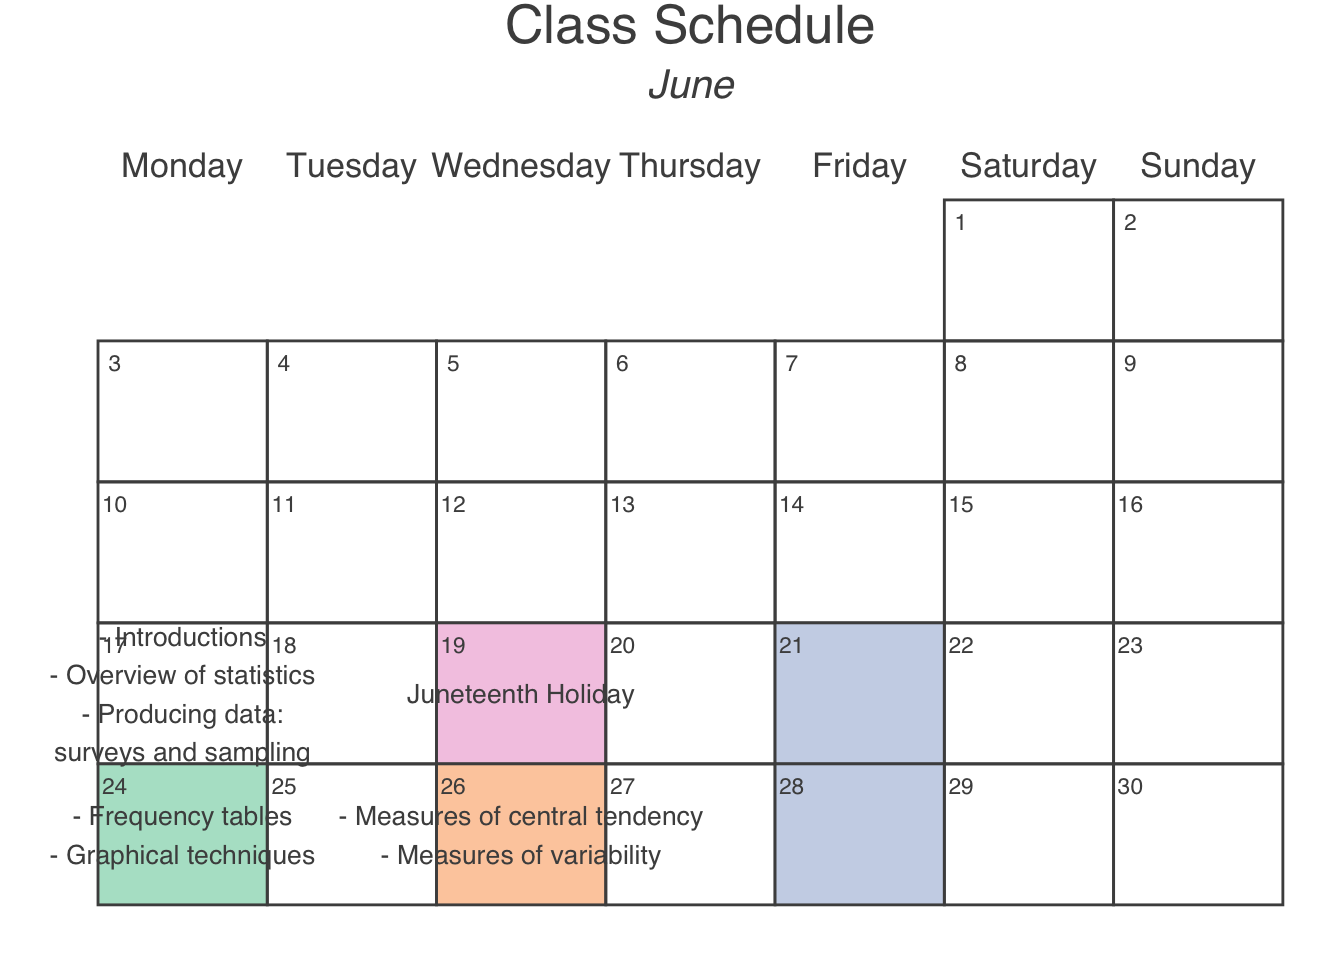 Class Schedule
June
Monday Tuesday Wednesday Thursday Friday Saturday Sunday
1 2
3 4 5 6 7 8 9
10 11 12 13 14 15 16
17 18 19 20 21 22 23
- Introductions
- Overview of statistics
- Producing data:
surveys and sampling
Juneteenth Holiday
24 25 26 27 28 29 30
- Frequency tables
- Graphical techniques
- Measures of central tendency
- Measures of variability